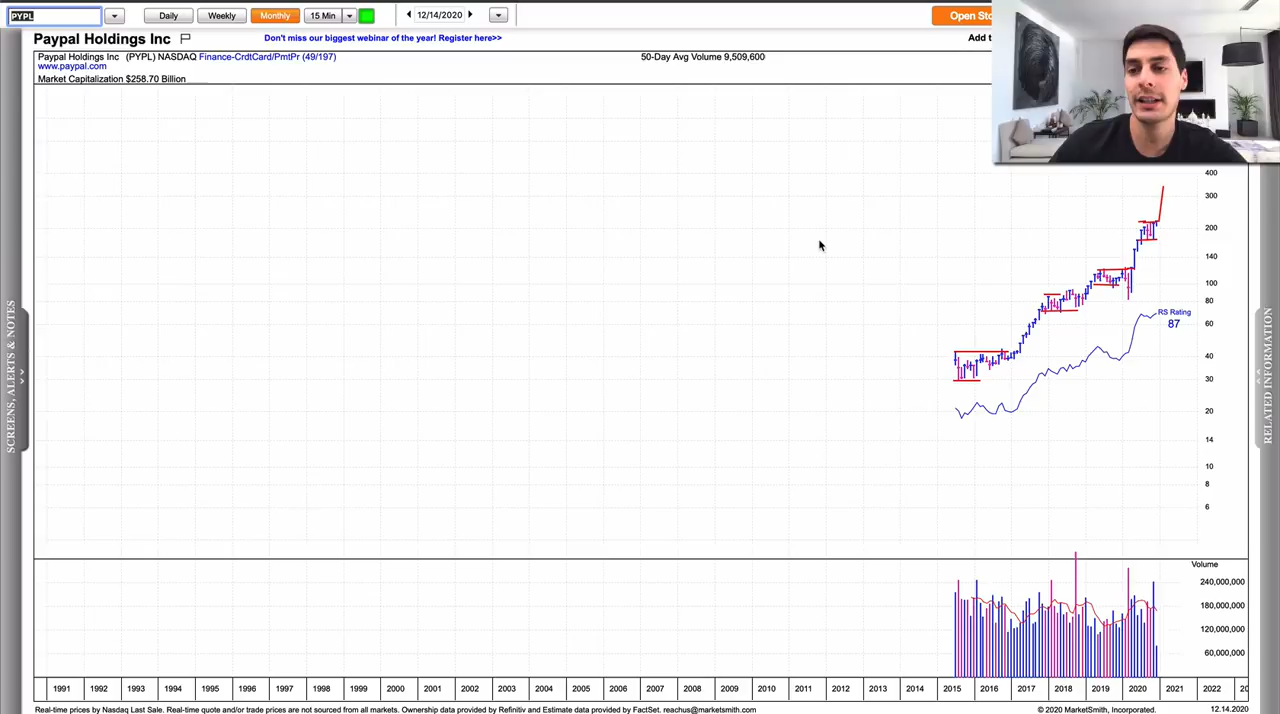 PYPL
Daily
Weekly
Monthly
15 Min
12/14/2020
Open Sto
Paypal Holdings Inc
Don't miss our biggest webinar of the year! Register here>>
Add t
Paypal Holdings Inc (PYPL) NASDAQ Finance-CrdtCard/PmtPr (49/197)
50-Day Avg Volume 9,509,600
www.paypal.com
Market Capitalization $258.70 Billion
400
300
200
140
100
80
60
40
30
20
14
10
8
6
RS Rating
87
SCREENS, ALERTS & NOTES
RELATED INFORMATION
Volume
240,000,000
180,000,000
120,000,000
60,000,000
1991 1992 1993 1994 1995 1996 1997 1998 1999 2000 2001 2002 2003 2004 2005 2006 2007 2008 2009 2010 2011 2012 2013 2014 2015 2016 2017 2018 2019 2020 2021 2022 20
Real-time prices by Nasdaq Last Sale. Real-time quote and/or trade prices are not sourced from all markets. Ownership data provided by Refinitiv and Estimate data provided by FactSet. reachus@marketsmith.com
© 2020 MarketSmith, Incorporated.
12.14.2020